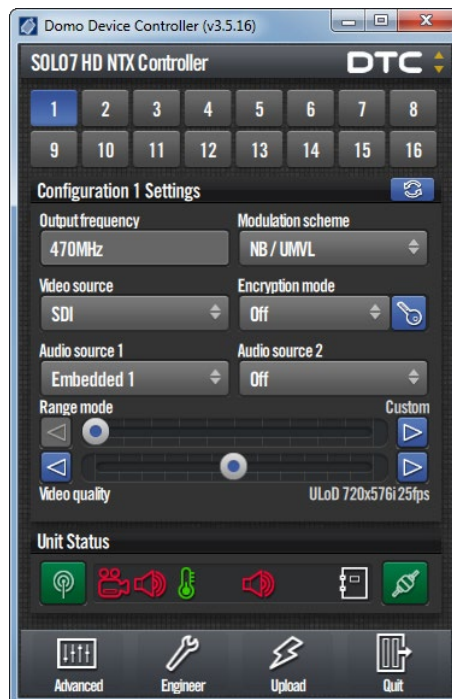 Domo Device Controller (v3.5.16)
SOLO7 HD NTX Controller DTC
1 2 3 4 5 6 7 8
9 10 11 12 13 14 15 16
Configuration 1 Settings
Output frequency Modulation scheme
470MHz NB / UMVL
Video source Encryption mode
SDI Off
Audio source 1 Audio source 2
Embedded 1 Off
Range mode Custom
Video quality ULoD 720x576i 25fps
Unit Status
Advanced Engineer Upload Quit